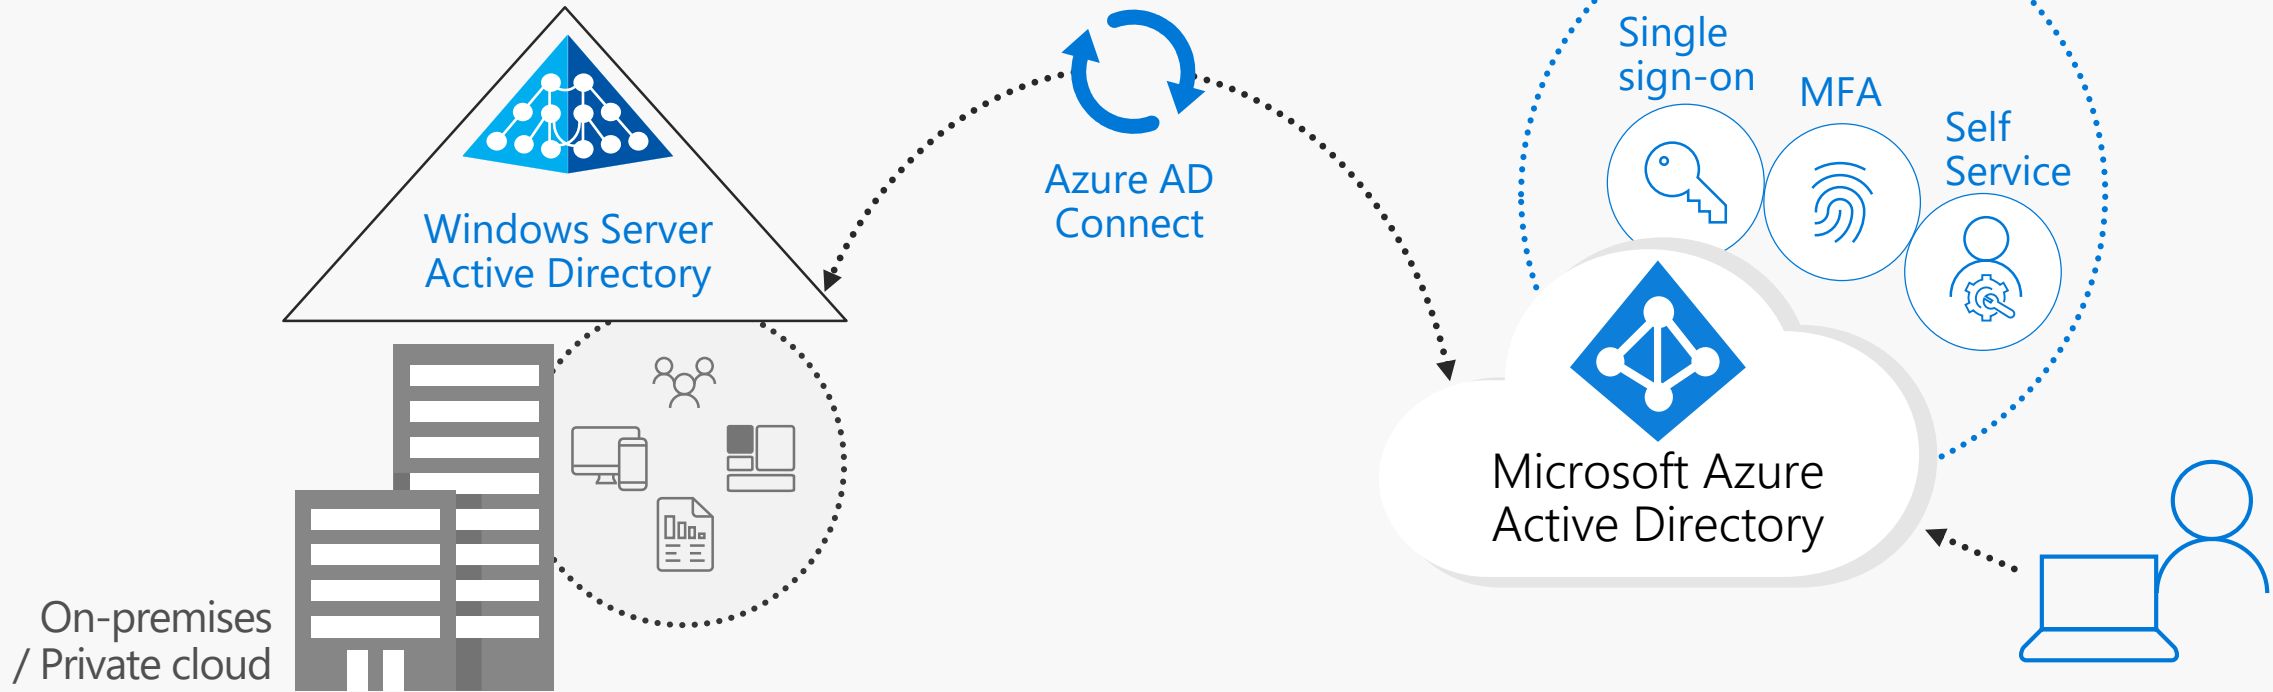 Windows Server
Active Directory
On-premises
/ Private cloud
Azure AD
Connect
Single
sign-on
MFA
Self
Service
Microsoft Azure
Active Directory